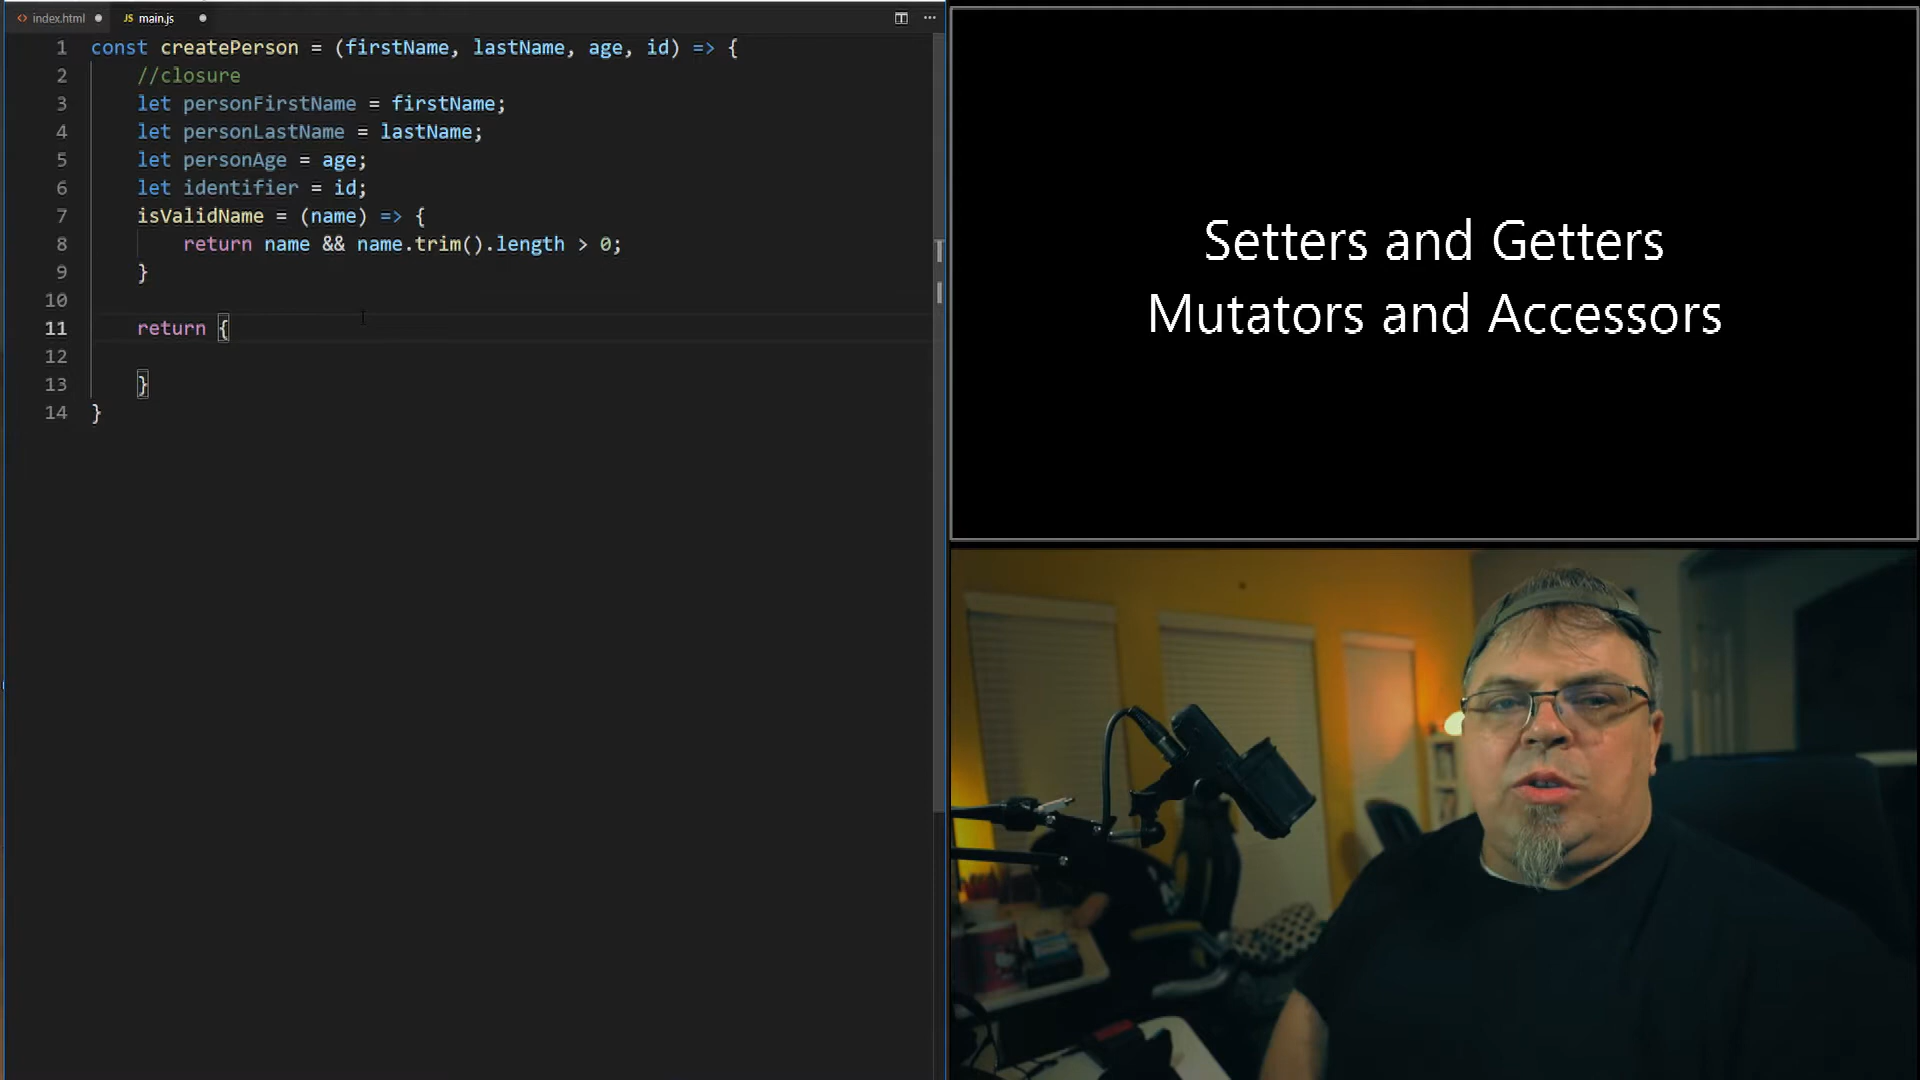 index.html
JS main.js
1 const createPerson = (firstName, lastName, age, id) => {
2 //closure
3 let personFirstName = firstName;
4 let personLastName = lastName;
5 let personAge = age;
6 let identifier = id;
7 isValidName = (name) => {
8 return name && name.trim().length > 0;
9 }
10
11 return {
12
13 }
14 }
Setters and Getters
Mutators and Accessors